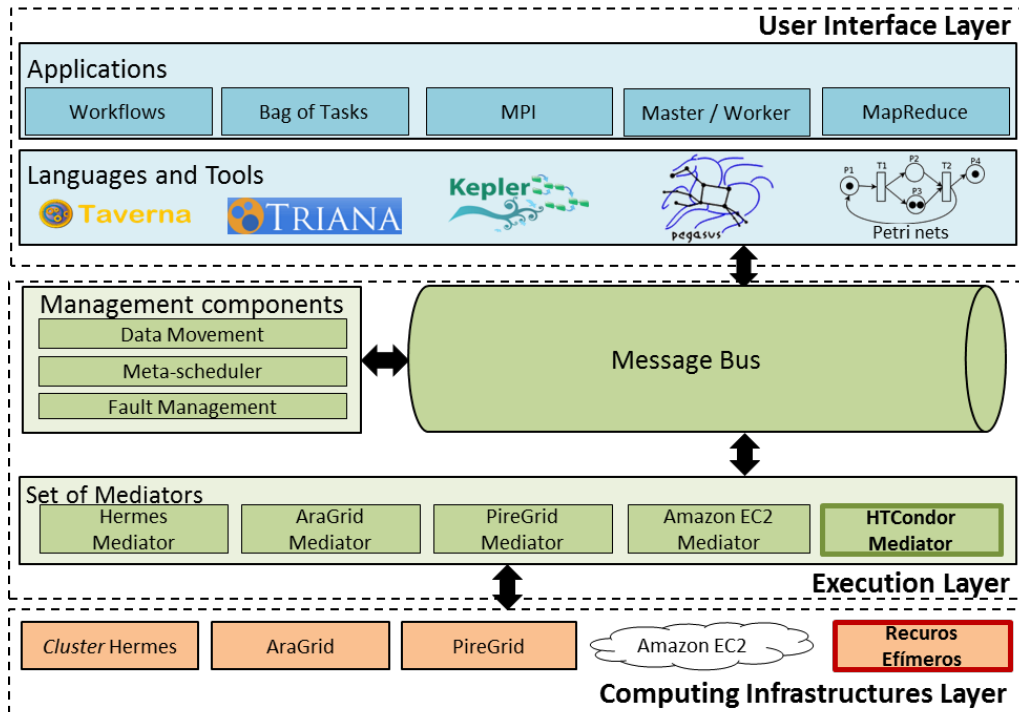 User Interface Layer
Applications
Workflows
Bag of Tasks
MPI
Master / Worker
MapReduce
Languages and Tools
Taverna
TRIANA
Kepler
pegasus
P1
T1
P2
P3
T2
P4
Petri nets
Management components
Data Movement
Meta-scheduler
Fault Management
Message Bus
Set of Mediators
Hermes
Mediator
AraGrid
Mediator
PireGrid
Mediator
Amazon EC2
Mediator
HTCondor
Mediator
Execution Layer
Cluster Hermes
AraGrid
PireGrid
Amazon EC2
Recuros
Efímeros
Computing Infrastructures Layer